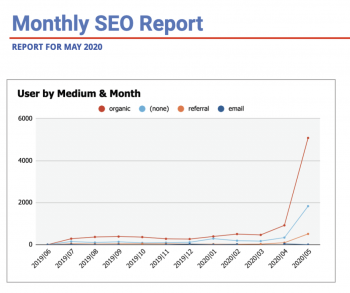 Monthly SEO Report
REPORT FOR MAY 2020
User by Medium & Month
organic (none) referral email
6000
4000
2000
0
2019/06 2019/07 2019/08 2019/09 2019/10 2019/11 2019/12 2020/01 2020/02 2020/03 2020/04 2020/05